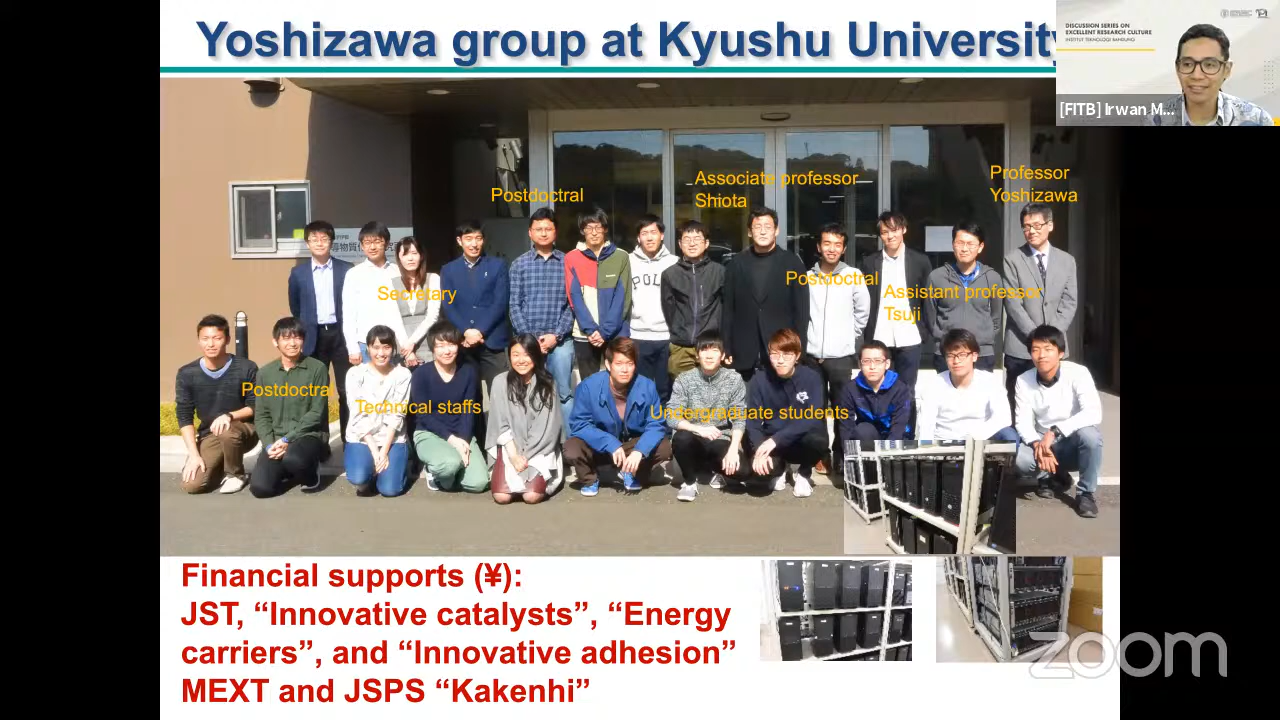 Yoshizawa group at Kyushu University
DISCUSSION SERIES ON
EXCELLENT RESEARCH CULTURE
INSTITUT TEKNOLOGI BANDUNG
[FITB] Irwan M...
Postdoctral
Associate professor
Shiota
Professor
Yoshizawa
Secretary
POL
Postdoctral
Assistant professor
Tsuji
Postdoctral
Technical staffs
Undergraduate students
Financial supports (¥):
JST, “Innovative catalysts”, “Energy
carriers”, and “Innovative adhesion”
MEXT and JSPS “Kakenhi”
zoom